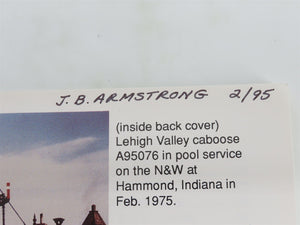 J.B. ARMSTRONG 2/95
(inside back cover)
Lehigh Valley caboose
A95076 in pool service
on the N&W at
Hammond, Indiana in
Feb. 1975.